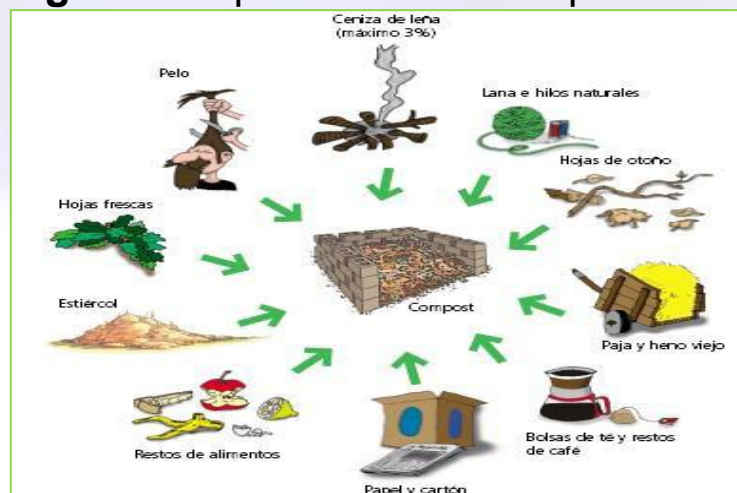 Ceniza de leña
(máximo 3%)
Pelo
Lana e hilos naturales
Hojas de otoño
Hojas frescas
Estiércol
Compost
Paja y heno viejo
Restos de alimentos
Bolsas de té y restos
de café
Papel y cartón